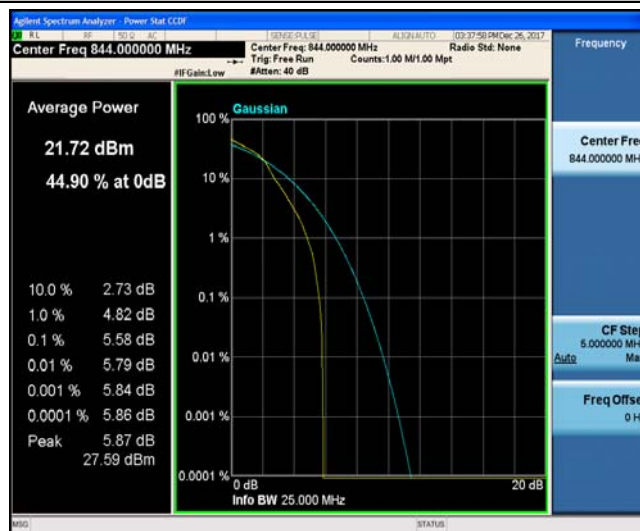 Agilent Spectrum Analyzer - Power Stat CCDF
RL RF 50 Ω AC SENSE:PULSE ALIGN AUTO 03:37:50 PM Dec 26, 2017
Center Freq 844.000000 MHz
Center Freq: 844.000000 MHz Radio Std: None
Trig: Free Run Counts:1.00 M/1.00 Mpt
#IFGain:Low #Atten: 40 dB
Frequency
Average Power
21.72 dBm
44.90 % at 0dB
10.0 % 2.73 dB
1.0 % 4.82 dB
0.1 % 5.58 dB
0.01 % 5.79 dB
0.001 % 5.84 dB
0.0001 % 5.86 dB
Peak 5.87 dB
27.59 dBm
Gaussian
100 %
10 %
1 %
0.1 %
0.01 %
0.001 %
0.0001 %
0 dB 20 dB
Info BW 25.000 MHz
Center Fre
844.000000 MH
CF Ste
5.000000 MH
Auto Ma
Freq Offse
0 H
MSG STATUS